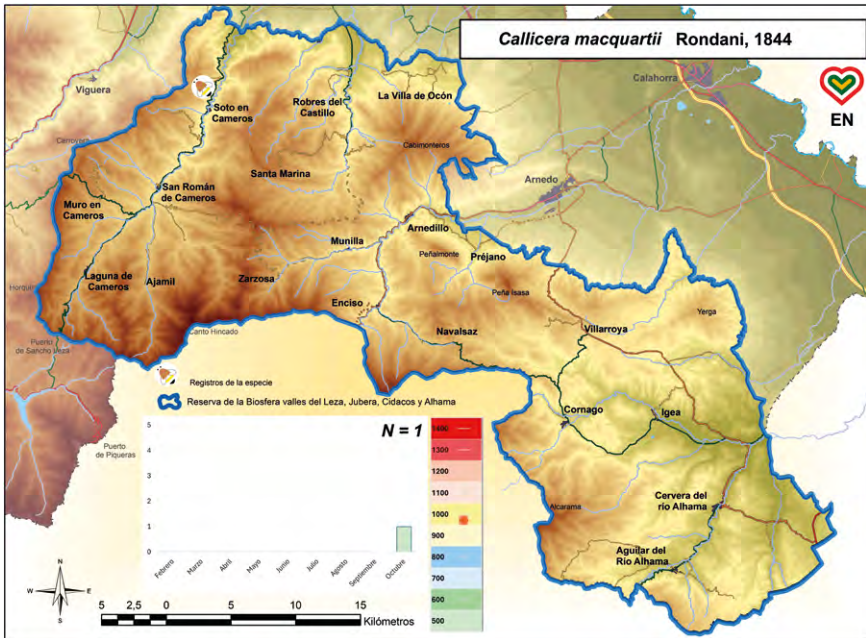 Callicera macquartii Rondani, 1844
EN
Viguera
Calahorra
Soto en
Cameros
Robres del
Castillo
La Villa de Ocón
Cabimonteros
Santa Marina
Arnedo
San Román
de Cameros
Muro en
Cameros
Arnedillo
Munilla
Peñalmonte
Préjano
Laguna de
Cameros
Ajamil
Zarzosa
Peña Isasa
Enciso
Yerga
Navalsaz
Villarroya
Canto Hincado
Puerto
Registros de la especie
Reserva de la Biosfera valles del Leza, Jubera, Cidacos y Alhama
Cornago
Igea
N = 1
5
4
3
2
1
0
Febrero
Marzo
Abril
Mayo
Junio
Julio
Agosto
Septiembre
Octubre
1400
1300
1200
1100
1000
900
800
700
600
500
Puerto
de Piqueras
Alcarama
Cervera del
río Alhama
Aguilar del
Río Alhama
N
W
E
S
5 2,5 0 5 10 15
Kilómetros